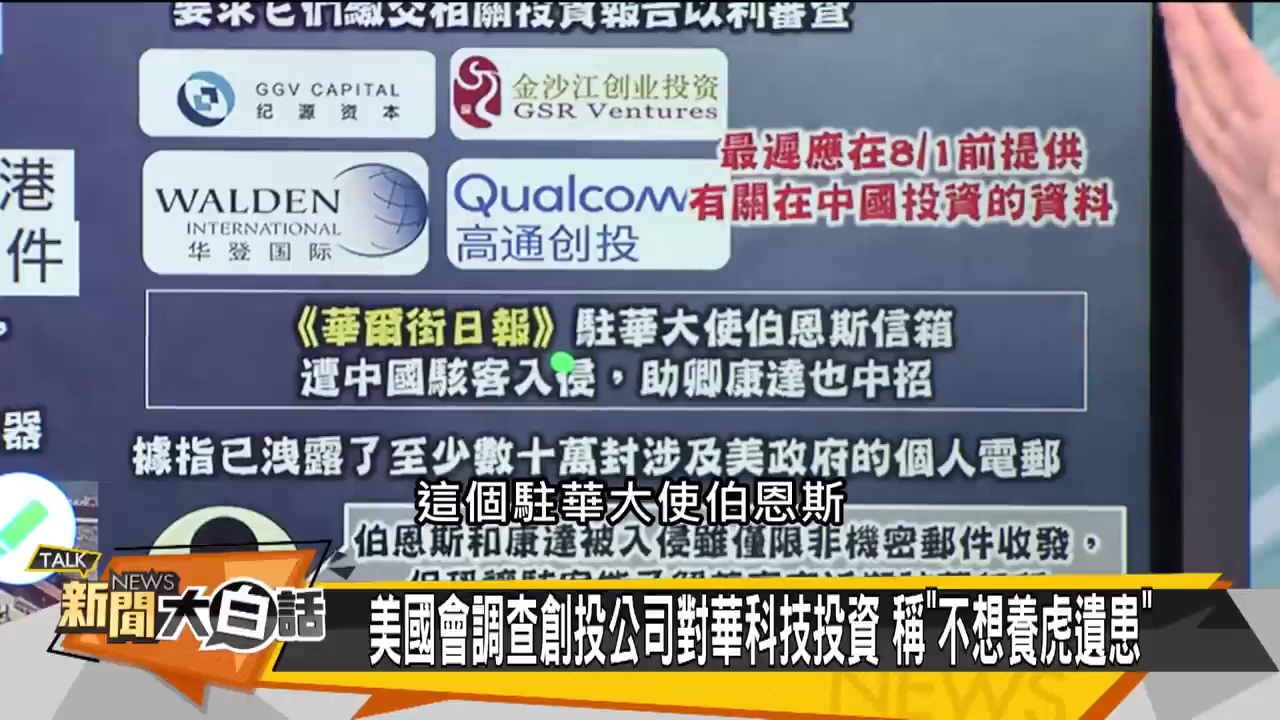 要求它們繳交相關投資報告以利審查
GGV CAPITAL
纪源资本
金沙江创业投资
GSR Ventures
WALDEN
INTERNATIONAL
华登国际
Qualcomm
高通创投
最遲應在8/1前提供
有關在中國投資的資料
港
件
，
器
《華爾街日報》駐華大使伯恩斯信箱
遭中國駭客入侵，助卿康達也中招
據指已洩露了至少數十萬封涉及美政府的個人電郵
這個駐華大使伯恩斯
伯恩斯和康達被入侵雖僅限非機密郵件收發，
TALK
NEWS
新聞大白話
美國會調查創投公司對華科技投資 稱"不想養虎遺患"
NEWS